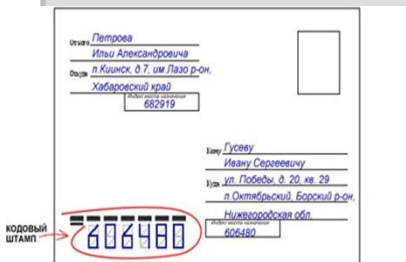 От кого Петрова
Ильи Александровича
Откуда п.Киинск, д.7, им.Лазо р-он,
Хабаровский край
Индекс места назначения
682919
Кому Гусеву
Ивану Сергеевичу
Куда ул. Победы, д. 20, кв. 29
п.Октябрьский, Борский р-он,
Нижегородская обл.
Индекс места назначения
606480
КОДОВЫЙ
ШТАМП
606480